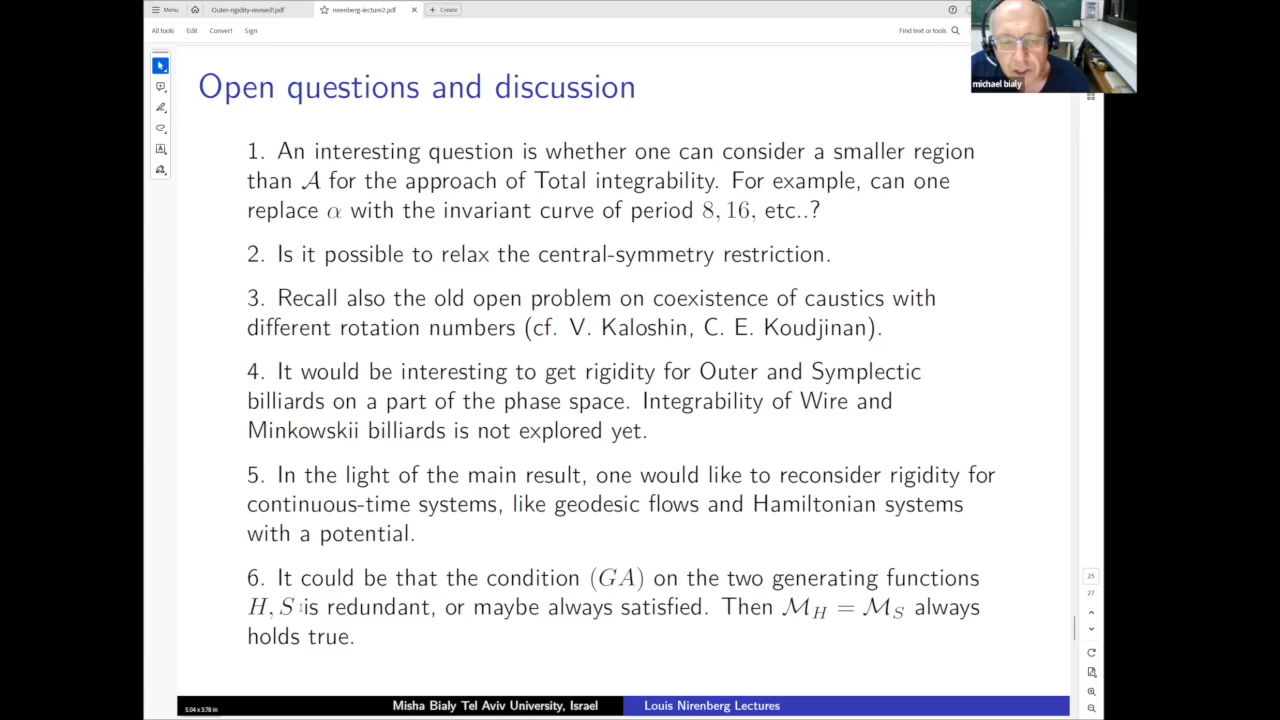 Menu
Outer-rigidity-revised1.pdf
nirenberg-lecture2.pdf
Create
All tools Edit Convert Sign
Find text or tools
michael bialy
Open questions and discussion
1. An interesting question is whether one can consider a smaller region
than 𝒜 for the approach of Total integrability. For example, can one
replace α with the invariant curve of period 8, 16, etc..?
2. Is it possible to relax the central-symmetry restriction.
3. Recall also the old open problem on coexistence of caustics with
different rotation numbers (cf. V. Kaloshin, C. E. Koudjinan).
4. It would be interesting to get rigidity for Outer and Symplectic
billiards on a part of the phase space. Integrability of Wire and
Minkowskii billiards is not explored yet.
5. In the light of the main result, one would like to reconsider rigidity for
continuous-time systems, like geodesic flows and Hamiltonian systems
with a potential.
6. It could be that the condition (GA) on the two generating functions
H, S is redundant, or maybe always satisfied. Then ℳ_H = ℳ_S always
holds true.
25
27
5.04 x 3.78 in
Misha Bialy Tel Aviv University, Israel
Louis Nirenberg Lectures